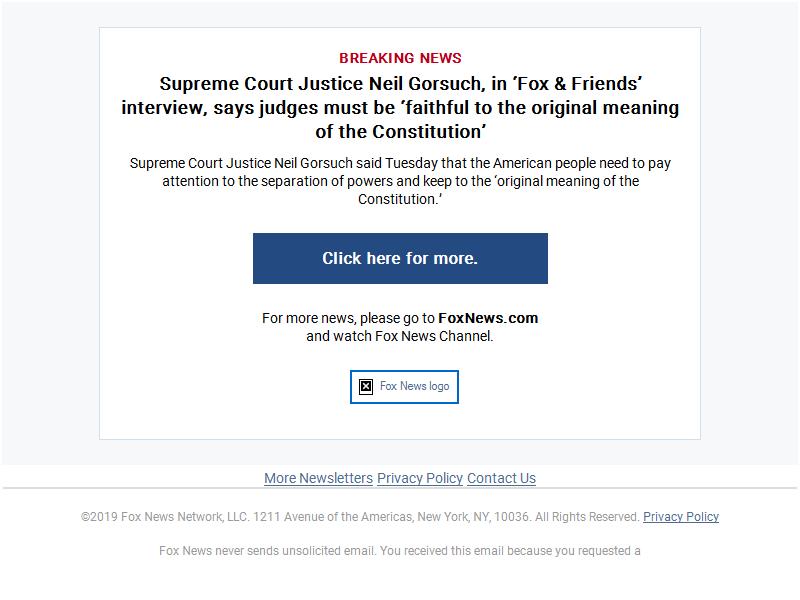 BREAKING NEWS
Supreme Court Justice Neil Gorsuch, in ‘Fox & Friends’
interview, says judges must be ‘faithful to the original meaning
of the Constitution’
Supreme Court Justice Neil Gorsuch said Tuesday that the American people need to pay
attention to the separation of powers and keep to the ‘original meaning of the
Constitution.’
Click here for more.
For more news, please go to FoxNews.com
and watch Fox News Channel.
Fox News logo
More Newsletters Privacy Policy Contact Us
©2019 Fox News Network, LLC. 1211 Avenue of the Americas, New York, NY, 10036. All Rights Reserved. Privacy Policy
Fox News never sends unsolicited email. You received this email because you requested a